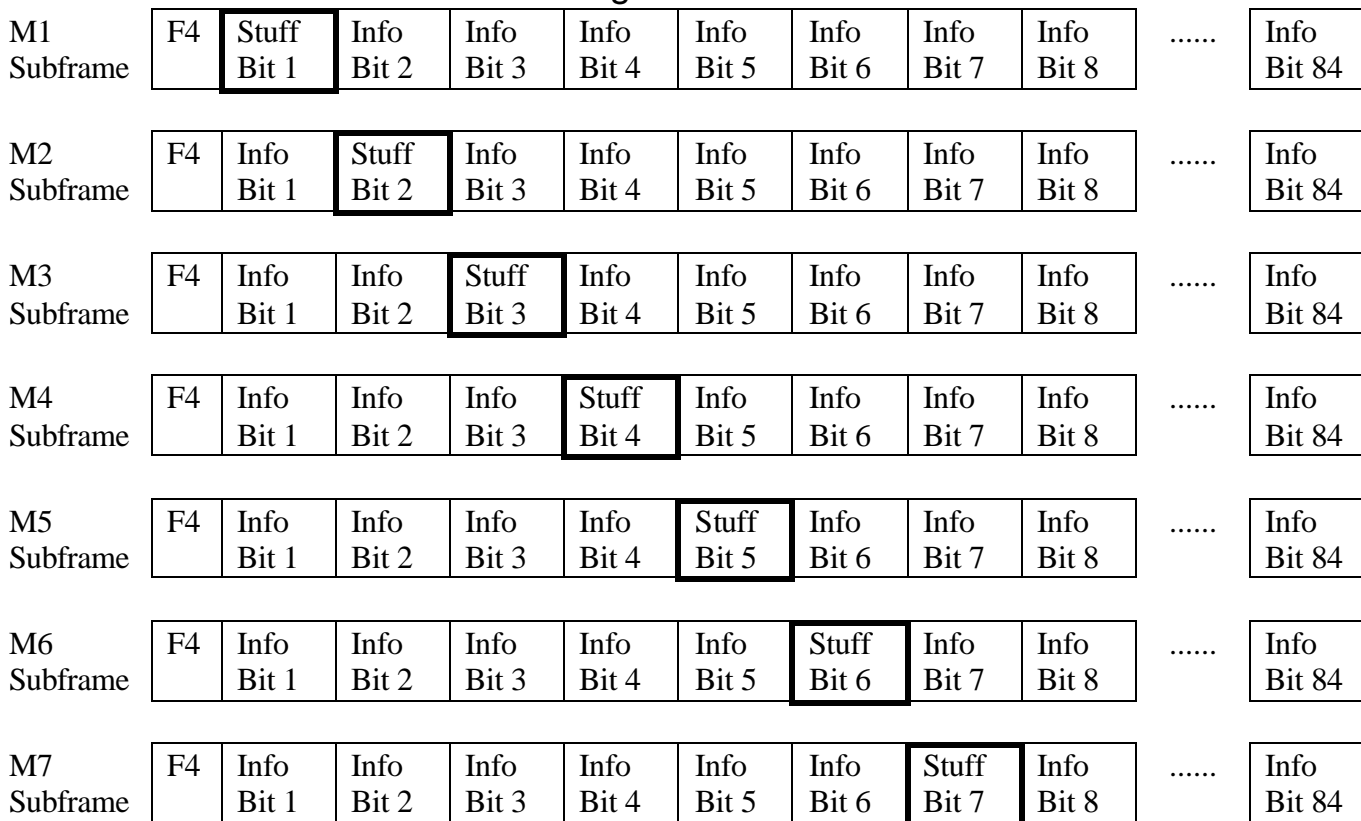 M1 F4 Stuff Info Info Info Info Info Info Info ...... Info
Subframe Bit 1 Bit 2 Bit 3 Bit 4 Bit 5 Bit 6 Bit 7 Bit 8 Bit 84
M2 F4 Info Stuff Info Info Info Info Info Info ...... Info
Subframe Bit 1 Bit 2 Bit 3 Bit 4 Bit 5 Bit 6 Bit 7 Bit 8 Bit 84
M3 F4 Info Info Stuff Info Info Info Info Info ...... Info
Subframe Bit 1 Bit 2 Bit 3 Bit 4 Bit 5 Bit 6 Bit 7 Bit 8 Bit 84
M4 F4 Info Info Info Stuff Info Info Info Info ...... Info
Subframe Bit 1 Bit 2 Bit 3 Bit 4 Bit 5 Bit 6 Bit 7 Bit 8 Bit 84
M5 F4 Info Info Info Info Stuff Info Info Info ...... Info
Subframe Bit 1 Bit 2 Bit 3 Bit 4 Bit 5 Bit 6 Bit 7 Bit 8 Bit 84
M6 F4 Info Info Info Info Info Stuff Info Info ...... Info
Subframe Bit 1 Bit 2 Bit 3 Bit 4 Bit 5 Bit 6 Bit 7 Bit 8 Bit 84
M7 F4 Info Info Info Info Info Info Stuff Info ...... Info
Subframe Bit 1 Bit 2 Bit 3 Bit 4 Bit 5 Bit 6 Bit 7 Bit 8 Bit 84